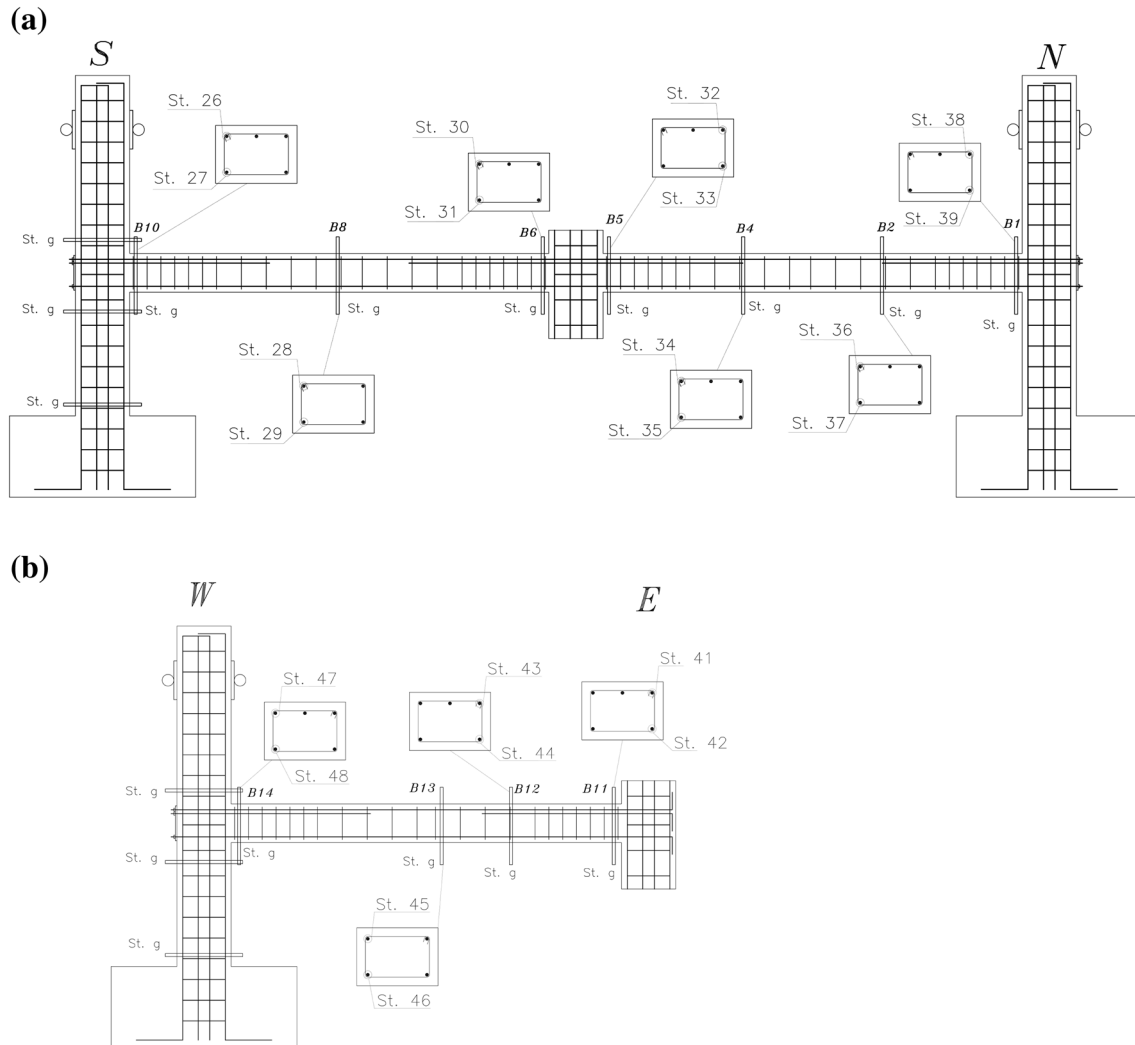 (a)
S
N
St. 26
St. 27
St. 30
St. 31
St. 32
St. 33
St. 38
St. 39
St. g
B10
B8
B6
B5
B4
B2
B1
St. g
St. g
St. g
St. g
St. g
St. g
St. g
St. g
St. 28
St. 29
St. 34
St. 35
St. 36
St. 37
St. g
(b)
W
E
St. 47
St. 48
St. 43
St. 44
St. 41
St. 42
St. g
B14
B13
B12
B11
St. g
St. g
St. g
St. g
St. g
St. 45
St. 46
St. g